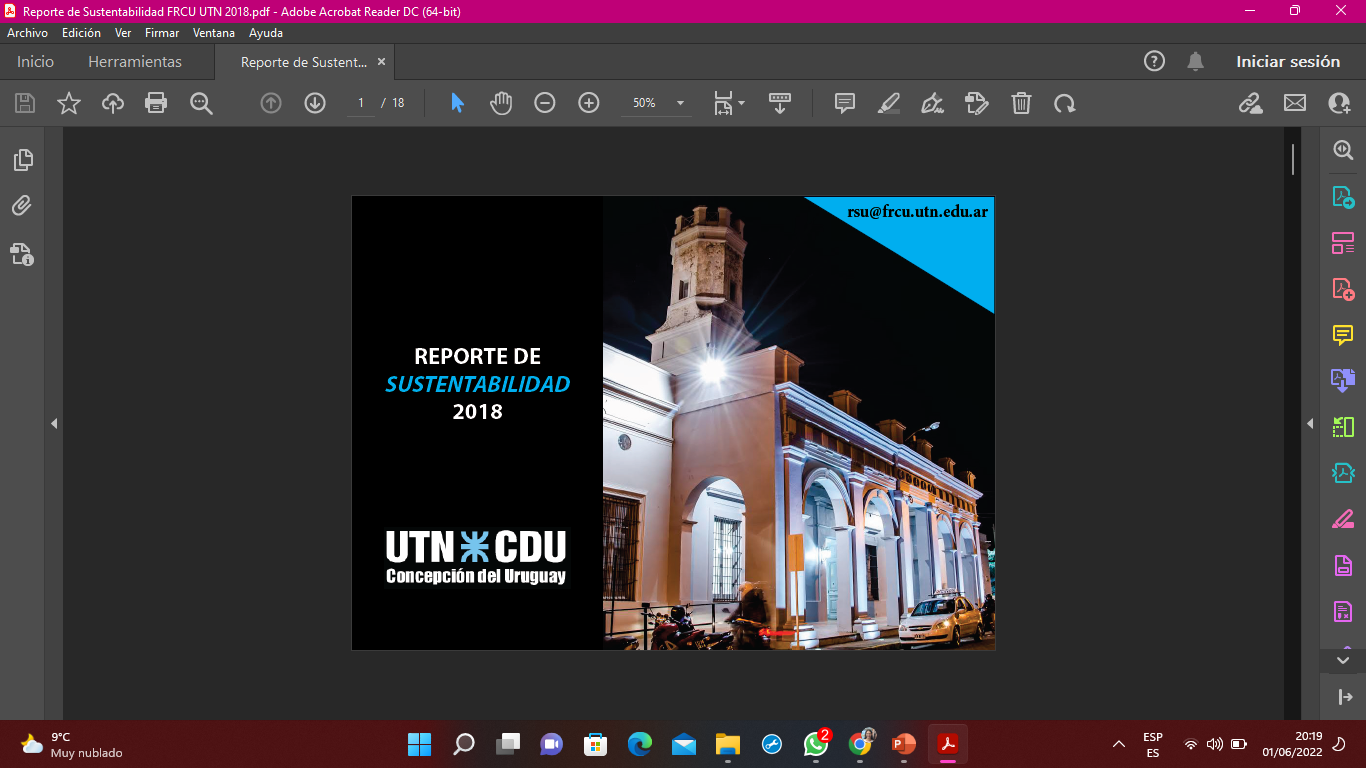 Reporte de Sustentabilidad FRCU UTN 2018.pdf - Adobe Acrobat Reader DC (64-bit)
Archivo Edición Ver Firmar Ventana Ayuda
Inicio Herramientas Reporte de Sustent... Iniciar sesión
1 / 18 50%
rsu@frcu.utn.edu.ar
REPORTE DE
SUSTENTABILIDAD
2018
UTN CDU
Concepción del Uruguay
9°C
Muy nublado
2
ESP
ES
20:19
01/06/2022